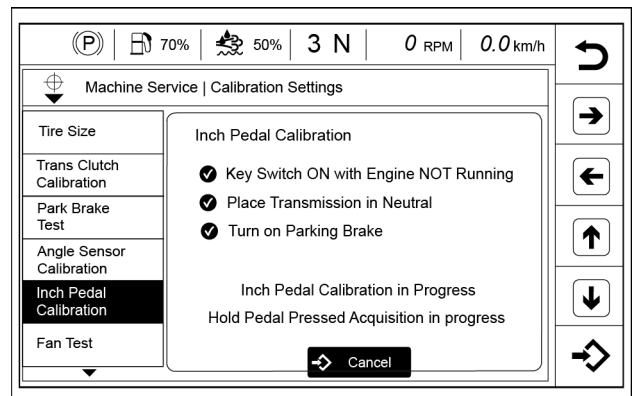 (P) 70% 50% 3 N 0 RPM 0.0 km/h
Machine Service | Calibration Settings
Tire Size
Trans Clutch
Calibration
Park Brake
Test
Angle Sensor
Calibration
Inch Pedal
Calibration
Fan Test
Inch Pedal Calibration
Key Switch ON with Engine NOT Running
Place Transmission in Neutral
Turn on Parking Brake
Inch Pedal Calibration in Progress
Hold Pedal Pressed Acquisition in progress
Cancel